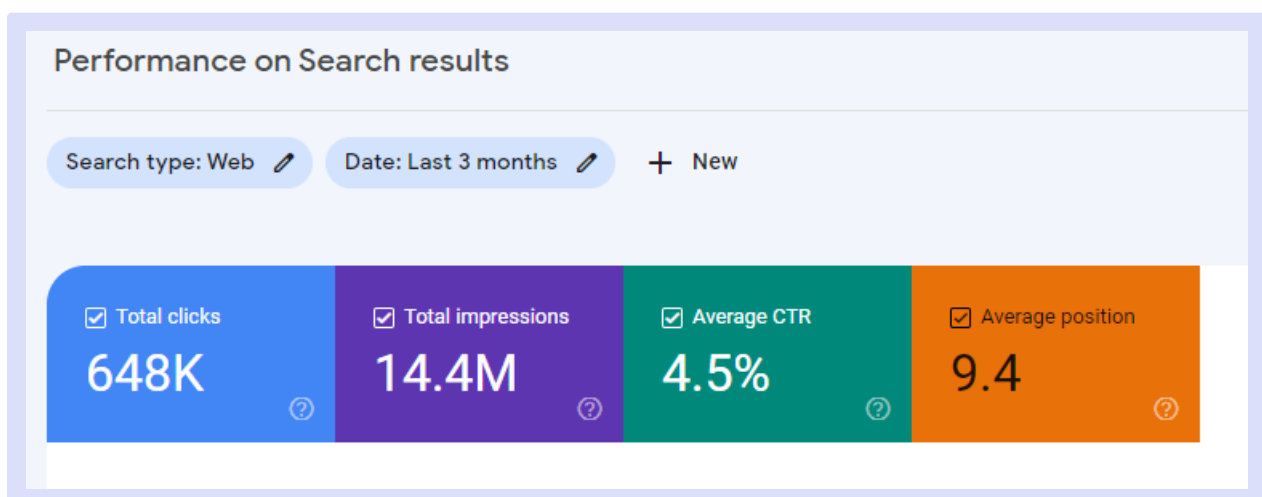 Performance on Search results
Search type: Web
Date: Last 3 months
+ New
Total clicks
648K
Total impressions
14.4M
Average CTR
4.5%
Average position
9.4